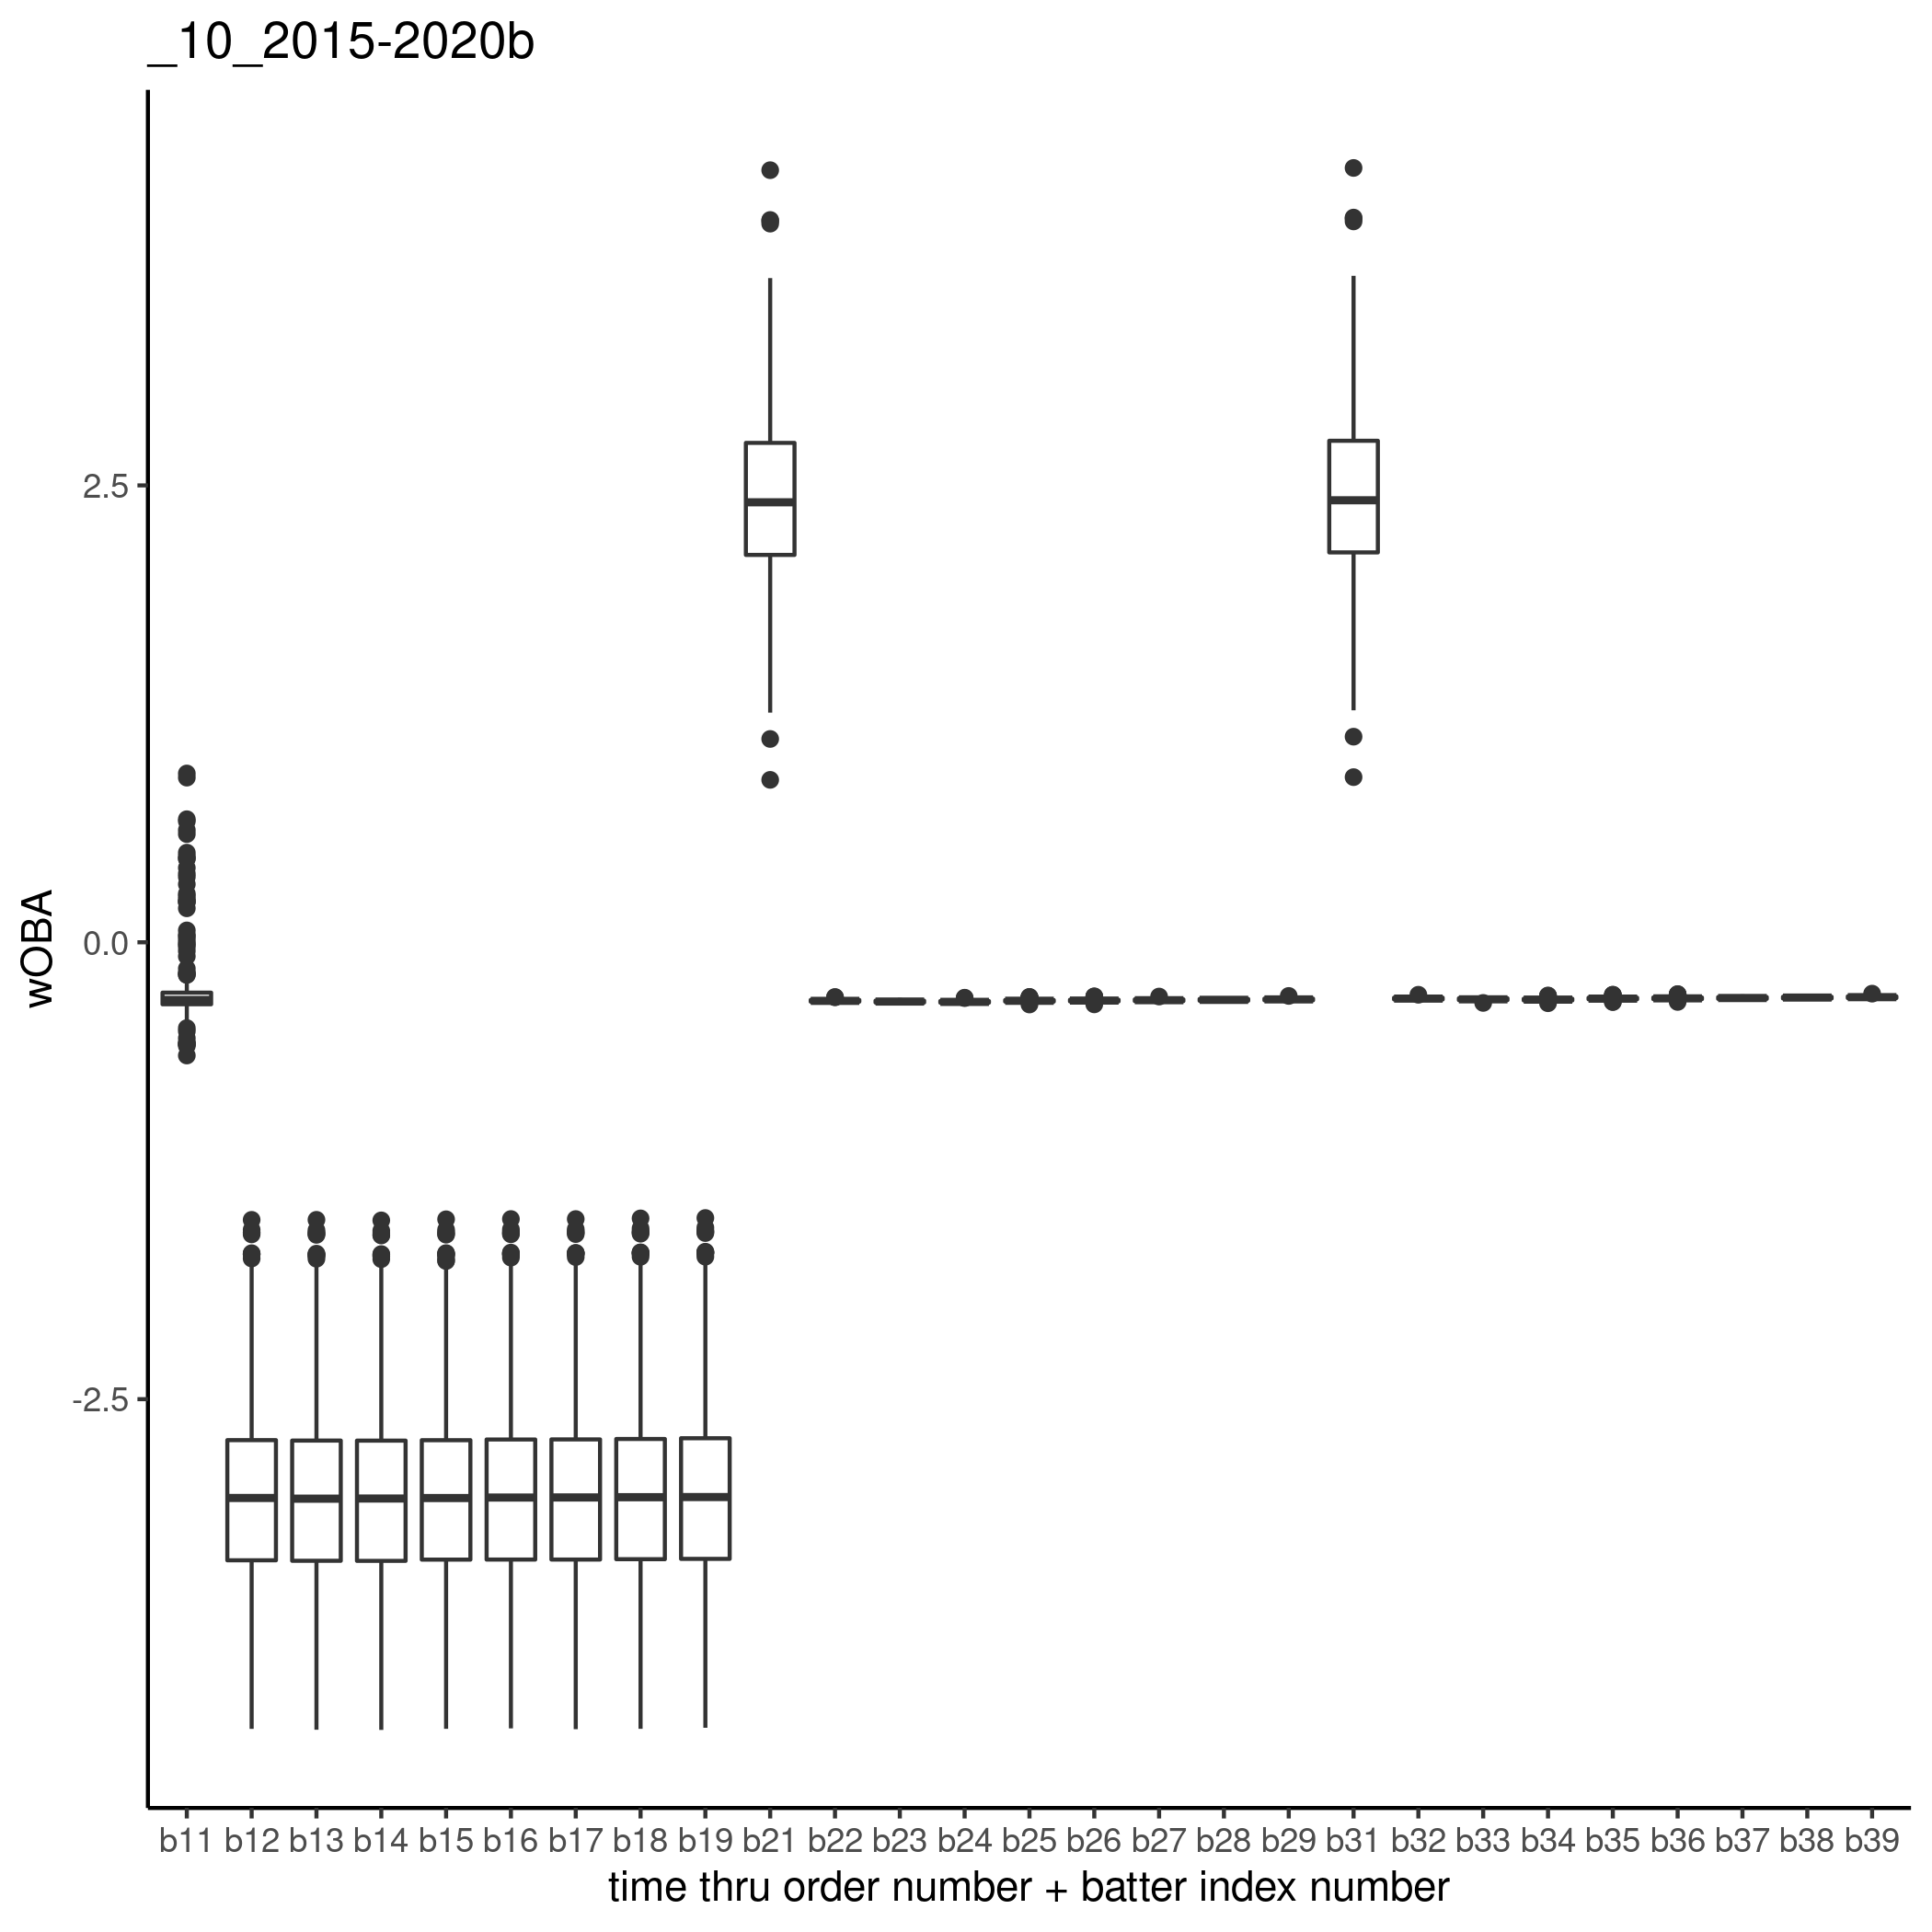 _10_2015-2020b
wOBA
2.5
0.0
-2.5
b11 b12 b13 b14 b15 b16 b17 b18 b19 b21 b22 b23 b24 b25 b26 b27 b28 b29 b31 b32 b33 b34 b35 b36 b37 b38 b39
time thru order number + batter index number